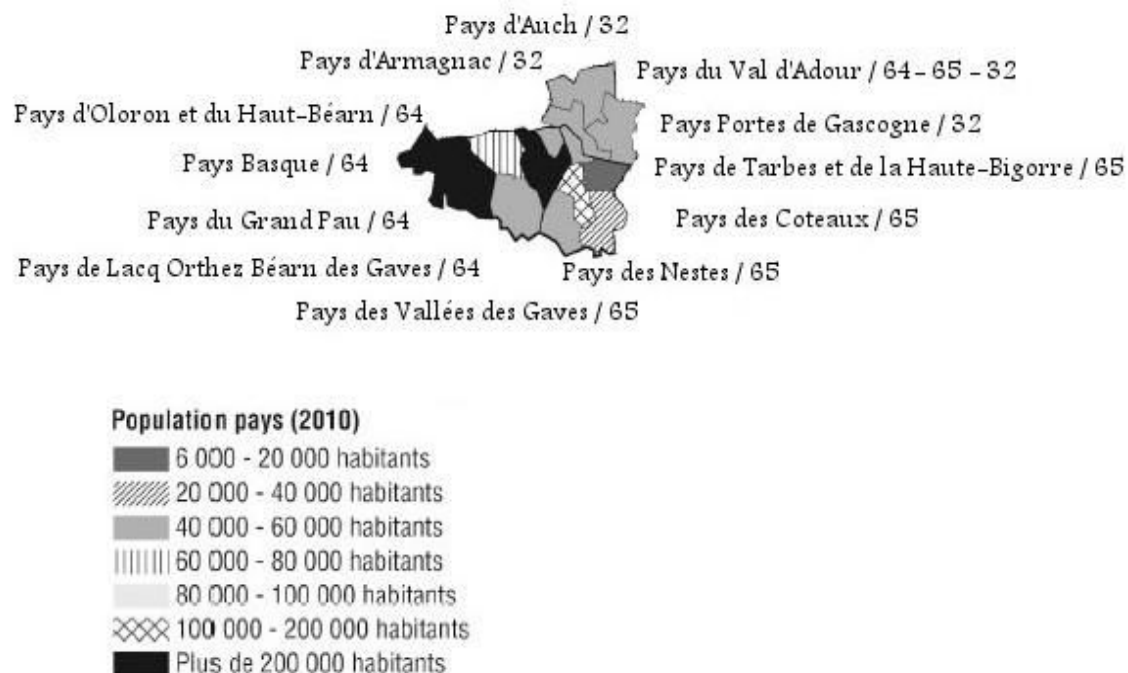 Pays d'Auch / 32
Pays d'Armagnac / 32
Pays du Val d'Adour / 64-65-32
Pays d'Oloron et du Haut-Béarn / 64
Pays Portes de Gascogne / 32
Pays Basque / 64
Pays de Tarbes et de la Haute-Bigorre / 65
Pays du Grand Pau / 64
Pays des Coteaux / 65
Pays de Lacq Orthez Béarn des Gaves / 64
Pays des Nestes / 65
Pays des Vallées des Gaves / 65
Population pays (2010)
6 000 - 20 000 habitants
20 000 - 40 000 habitants
40 000 - 60 000 habitants
60 000 - 80 000 habitants
80 000 - 100 000 habitants
100 000 - 200 000 habitants
Plus de 200 000 habitants